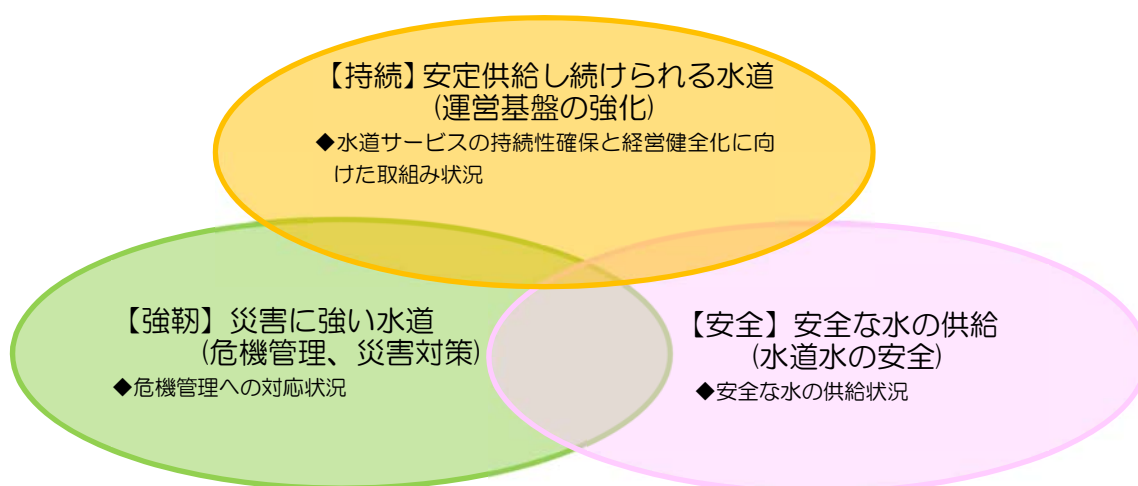 【持続】安定供給し続けられる水道
(運営基盤の強化)
◆水道サービスの持続性確保と経営健全化に向
けた取組み状況
【強靭】災害に強い水道
(危機管理、災害対策)
◆危機管理への対応状況
【安全】安全な水の供給
(水道水の安全)
◆安全な水の供給状況